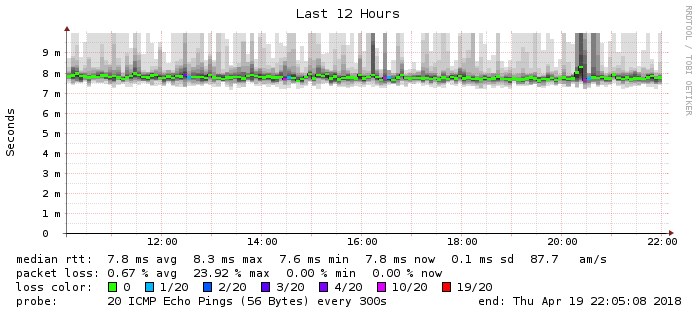 Last 12 Hours
RRDTOOL / TOBI OETIKER
Seconds
9 m
8 m
7 m
6 m
5 m
4 m
3 m
2 m
1 m
0
12:00 14:00 16:00 18:00 20:00 22:00
median rtt: 7.8 ms avg 8.3 ms max 7.6 ms min 7.8 ms now 0.1 ms sd 87.7 am/s
packet loss: 0.67 % avg 23.92 % max 0.00 % min 0.00 % now
loss color: 0 1/20 2/20 3/20 4/20 10/20 19/20
probe: 20 ICMP Echo Pings (56 Bytes) every 300s end: Thu Apr 19 22:05:08 2018